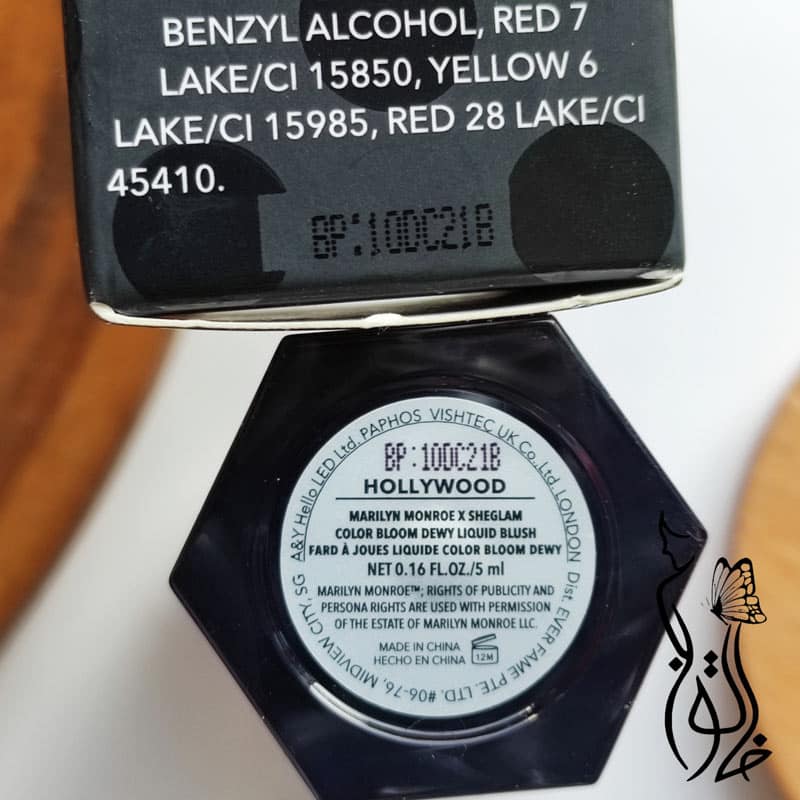 BENZYL ALCOHOL, RED 7
LAKE/CI 15850, YELLOW 6
LAKE/CI 15985, RED 28 LAKE/CI
45410.
BP:10DC21B
A&Y Hello LED Ltd. PAPHOS VISHTEC UK Co., Ltd. LONDON Dist. EVER FAME PTE. LTD. #06-76, MIDVIEW CITY, SG
BP:10DC21B
HOLLYWOOD
MARILYN MONROE X SHEGLAM
COLOR BLOOM DEWY LIQUID BLUSH
FARD À JOUES LIQUIDE COLOR BLOOM DEWY
NET 0.16 FL.OZ./5 ml
MARILYN MONROE™; RIGHTS OF PUBLICITY AND
PERSONA RIGHTS ARE USED WITH PERMISSION
OF THE ESTATE OF MARILYN MONROE LLC.
MADE IN CHINA
HECHO EN CHINA
12M